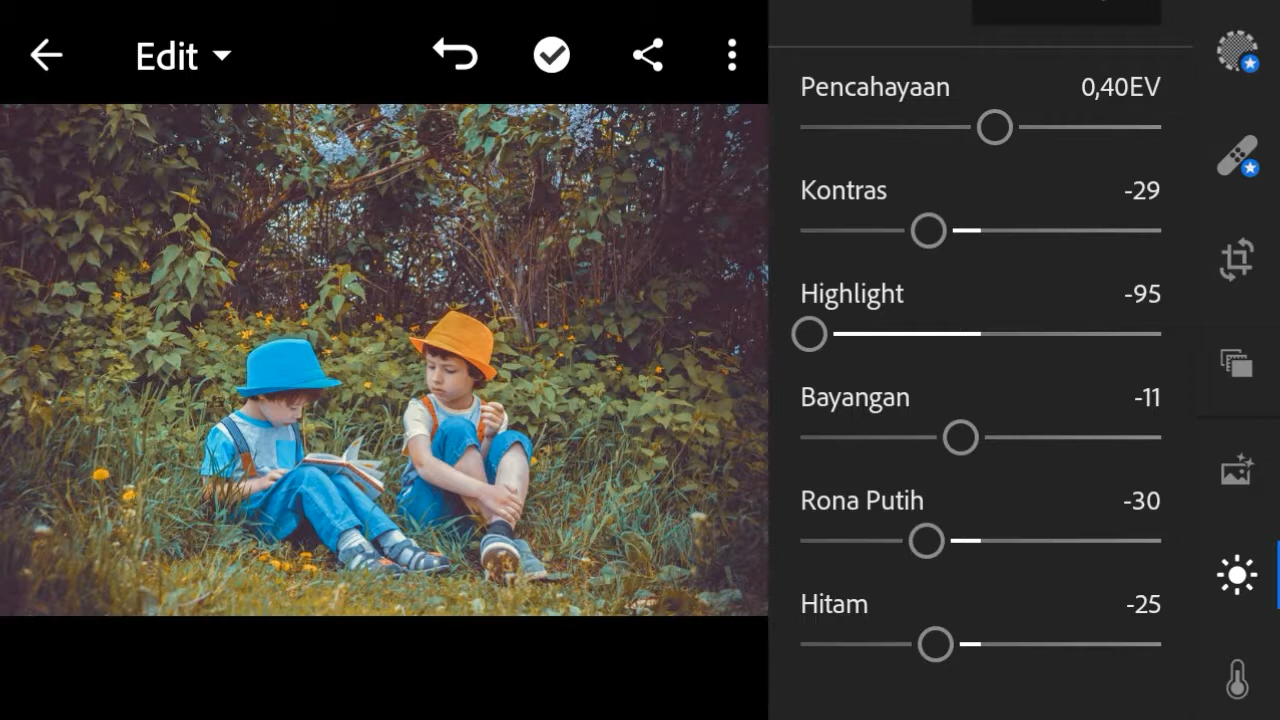 Edit
Pencahayaan 0,40EV
Kontras -29
Highlight -95
Bayangan -11
Rona Putih -30
Hitam -25